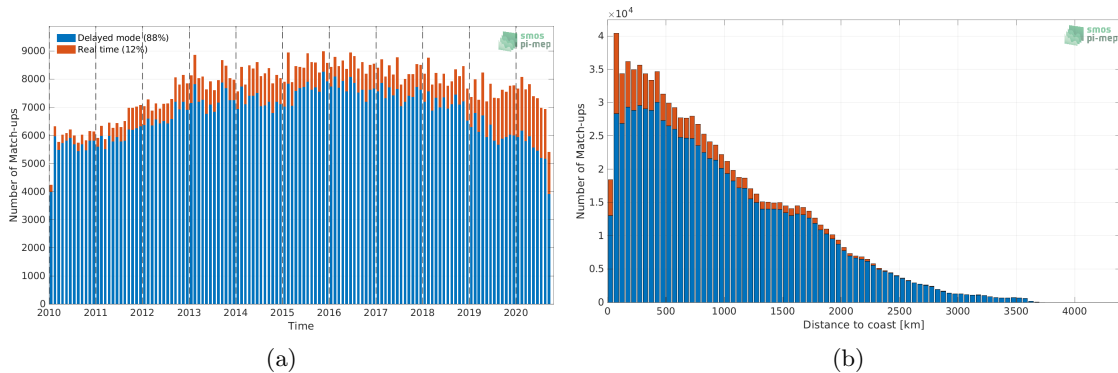 Delayed mode (88%)
Real time (12%)
smos
pi-mep
9000
8000
7000
6000
5000
4000
3000
2000
1000
0
Number of Match-ups
2010 2011 2012 2013 2014 2015 2016 2017 2018 2019 2020
Time
(a)
×10⁴
smos
pi-mep
4
3.5
3
2.5
2
1.5
1
0.5
0
Number of Match-ups
0 500 1000 1500 2000 2500 3000 3500 4000
Distance to coast [km]
(b)